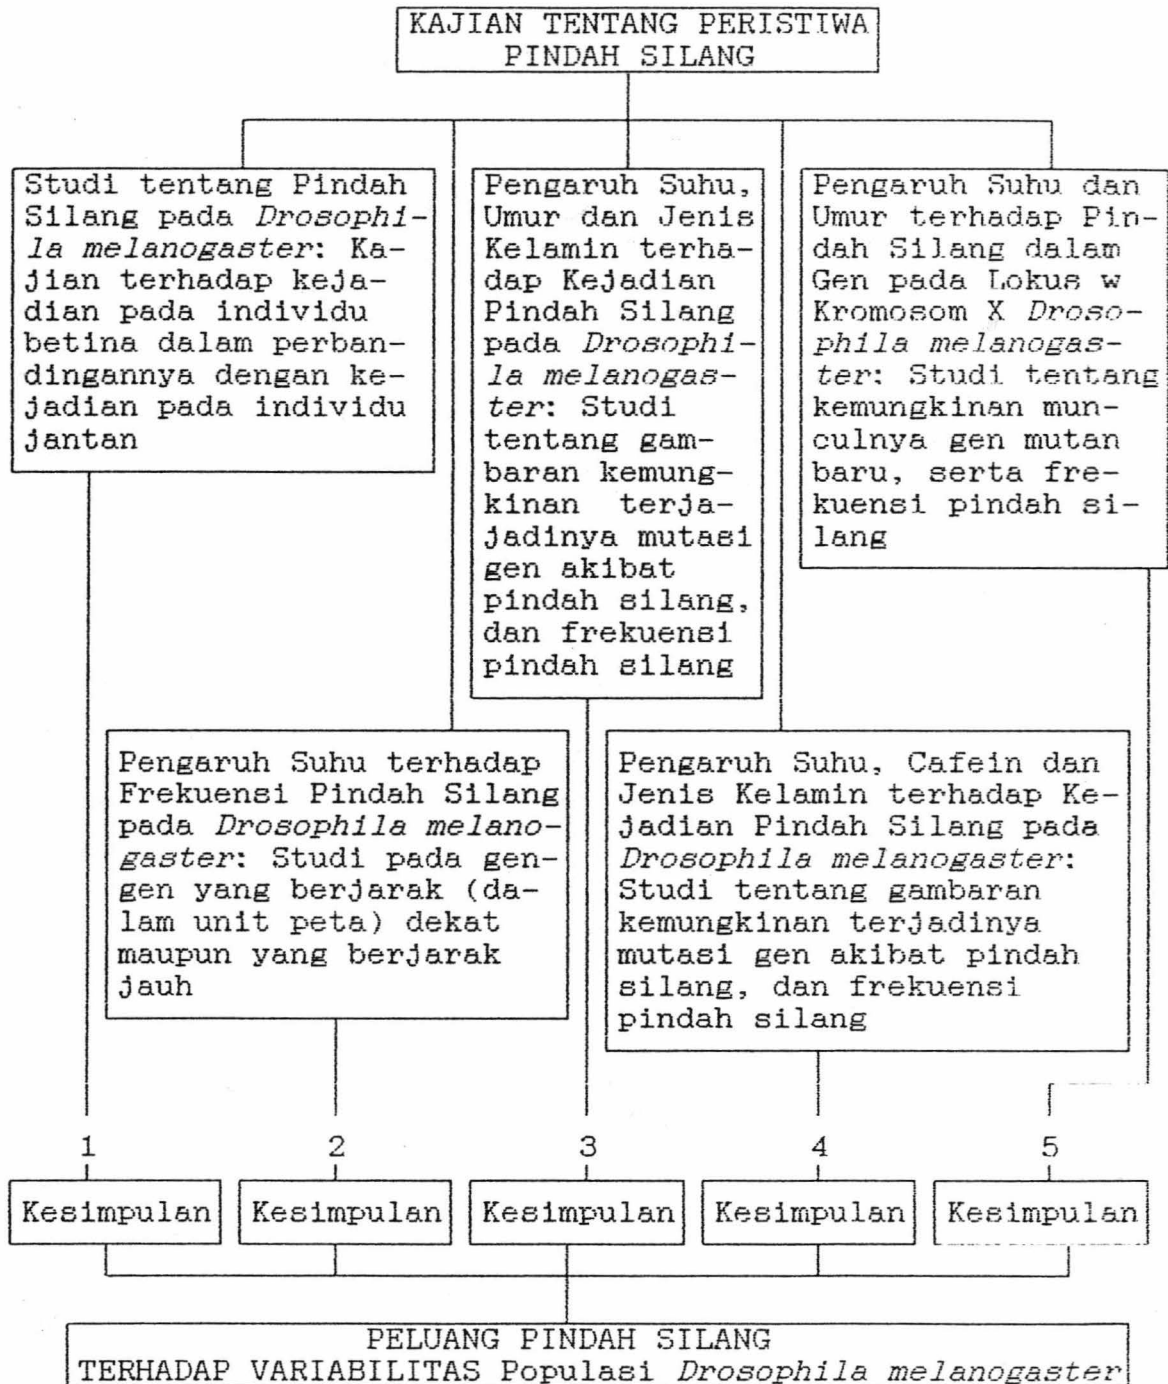 KAJIAN TENTANG PERISTIWA
PINDAH SILANG
Studi tentang Pindah
Silang pada Drosophi-
la melanogaster: Ka-
jian terhadap keja-
dian pada individu
betina dalam perban-
dingannya dengan ke-
jadian pada individu
jantan
Pengaruh Suhu,
Umur dan Jenis
Kelamin terha-
dap Kejadian
Pindah Silang
pada Drosophi-
la melanogas-
ter: Studi
tentang gam-
baran kemung-
kinan terja-
jadinya mutasi
gen akibat
pindah silang,
dan frekuensi
pindah silang
Pengaruh Suhu dan
Umur terhadap Pin-
dah Silang dalam
Gen pada Lokus w
Kromosom X Droso-
phila melanogas-
ter: Studi tentang
kemungkinan mun-
culnya gen mutan
baru, serta fre-
kuensi pindah si-
lang
Pengaruh Suhu terhadap
Frekuensi Pindah Silang
pada Drosophila melano-
gaster: Studi pada gen-
gen yang berjarak (da-
lam unit peta) dekat
maupun yang berjarak
jauh
Pengaruh Suhu, Cafein dan
Jenis Kelamin terhadap Ke-
jadian Pindah Silang pada
Drosophila melanogaster:
Studi tentang gambaran
kemungkinan terjadinya
mutasi gen akibat pindah
silang, dan frekuensi
pindah silang
1 2 3 4 5
Kesimpulan Kesimpulan Kesimpulan Kesimpulan Kesimpulan
PELUANG PINDAH SILANG
TERHADAP VARIABILITAS Populasi Drosophila melanogaster